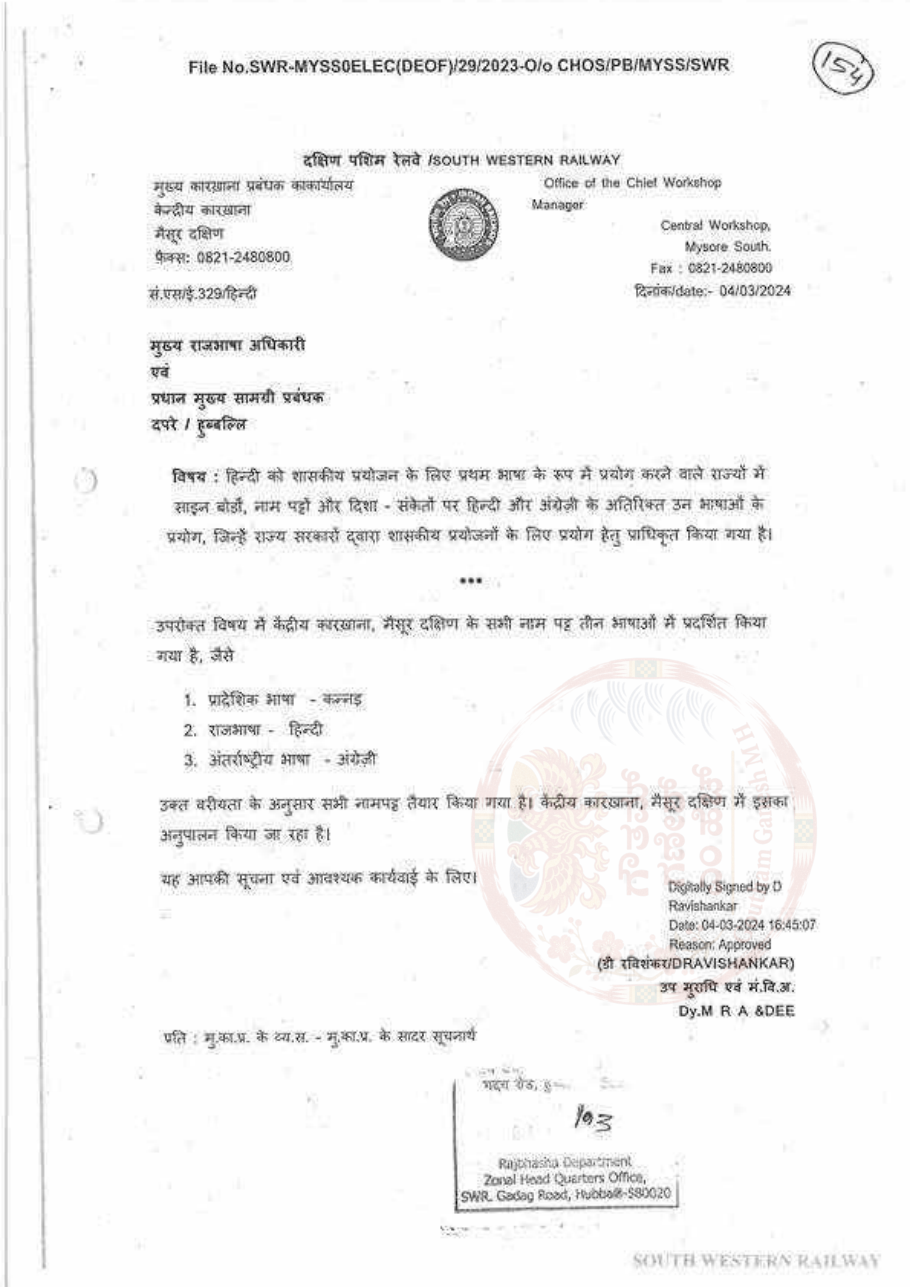 File No.SWR-MYSS0ELEC(DEOF)/29/2023-O/o CHOS/PB/MYSS/SWR
154
दक्षिण पशिम रेलवे /SOUTH WESTERN RAILWAY
मुख्य कारख़ाना प्रबंधक काकार्यालय
केन्द्रीय कारख़ाना
मैसूर दक्षिण
फ़ैक्स: 0821-2480800
सं.एस/ई.329/हिन्दी
Office of the Chief Workshop
Manager
Central Workshop,
Mysore South.
Fax : 0821-2480800
दिनांक/date:- 04/03/2024
मुख्य राजभाषा अधिकारी
एवं
प्रधान मुख्य सामग्री प्रबंधक
दपरे / हुब्बल्लि
विषय : हिन्दी को शासकीय प्रयोजन के लिए प्रथम भाषा के रूप में प्रयोग करने वाले राज्यों में
साइन बोर्डों, नाम पट्टों और दिशा - संकेतों पर हिन्दी और अंग्रेज़ी के अतिरिक्त उन भाषाओं के
प्रयोग, जिन्हें राज्य सरकारों द्वारा शासकीय प्रयोजनों के लिए प्रयोग हेतु प्राधिकृत किया गया है।
***
उपरोक्त विषय में केंद्रीय कारख़ाना, मैसूर दक्षिण के सभी नाम पट्ट तीन भाषाओं में प्रदर्शित किया
गया है, जैसे
1. प्रादेशिक भाषा - कन्नड़
2. राजभाषा - हिन्दी
3. अंतर्राष्ट्रीय भाषा - अंग्रेज़ी
उक्त वरीयता के अनुसार सभी नामपट्ट तैयार किया गया है। केंद्रीय कारख़ाना, मैसूर दक्षिण में इसका
अनुपालन किया जा रहा है।
यह आपकी सूचना एवं आवश्यक कार्यवाई के लिए।
Digitally Signed by D
Ravishankar
Date: 04-03-2024 16:45:07
Reason: Approved
(डी रविशंकर/DRAVISHANKAR)
उप मुराधि एवं मं.वि.अ.
Dy.M R A &DEE
ಗೌತಮ್
ಗಣೇಶ್
ಎಂ. ಹೆಚ್
Gautham Ganesh M H
प्रति : मु.का.प्र. के व्य.स. - मु.का.प्र. के सादर सूचनार्थ
193
Rajbhasha Department
Zonal Head Quarters Office,
SWR, Gadag Road, Hubballi-580020
SOUTH WESTERN RAILWAY